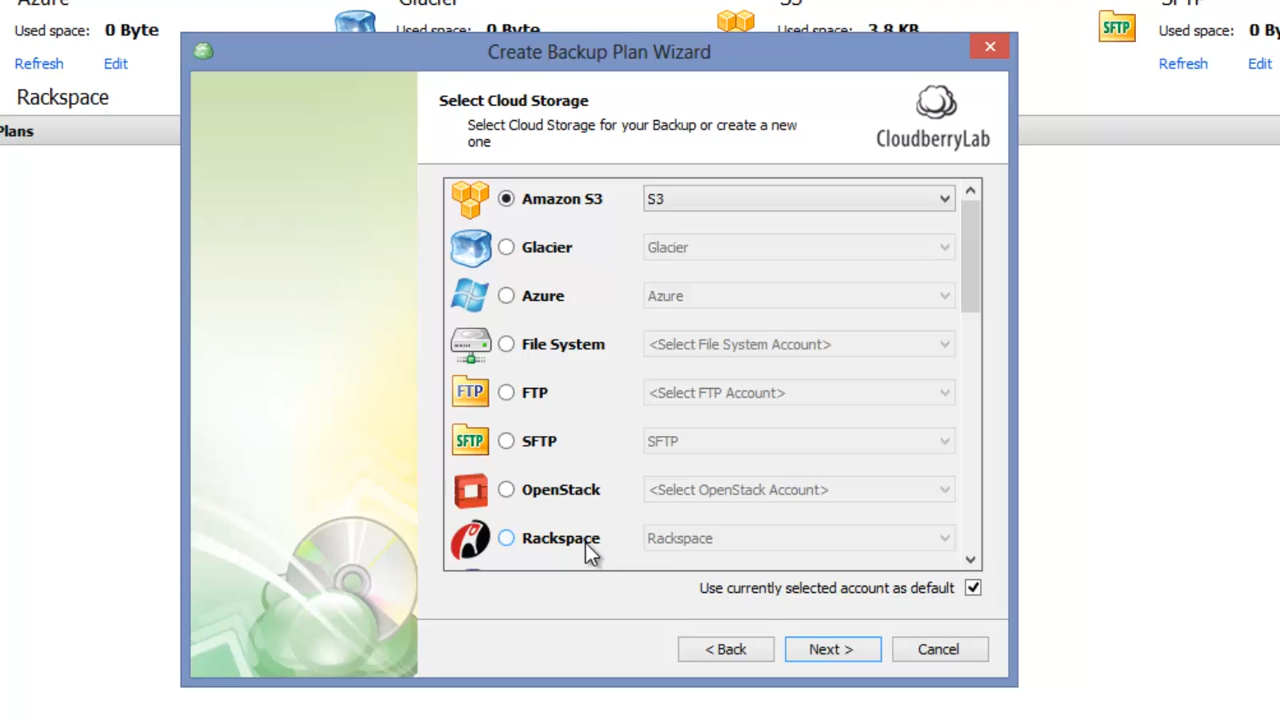 Azure
Glacier
S3
SFTP
Used space: 0 Byte
Used space: 0 Byte
Used space: 3.8 KB
SFTP
Used space: 0 By
Refresh Edit
Refresh Edit
Rackspace
Plans
Create Backup Plan Wizard
Select Cloud Storage
Select Cloud Storage for your Backup or create a new
one
CloudberryLab
Amazon S3 S3
Glacier Glacier
Azure Azure
File System <Select File System Account>
FTP FTP <Select FTP Account>
SFTP SFTP SFTP
OpenStack <Select OpenStack Account>
Rackspace Rackspace
Use currently selected account as default
< Back Next > Cancel